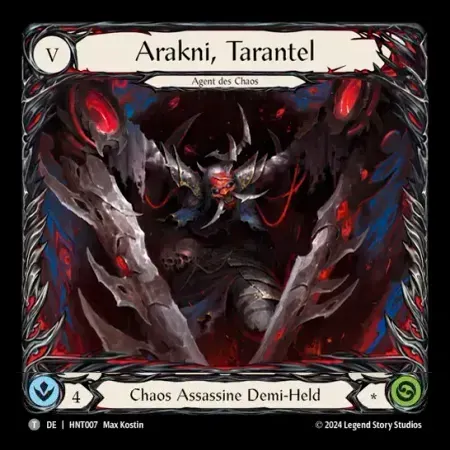 V
Arakni, Tarantel
Agent des Chaos
4
Chaos Assassine Demi-Held
*
T DE | HNT007 Max Kostin
© 2024 Legend Story Studios